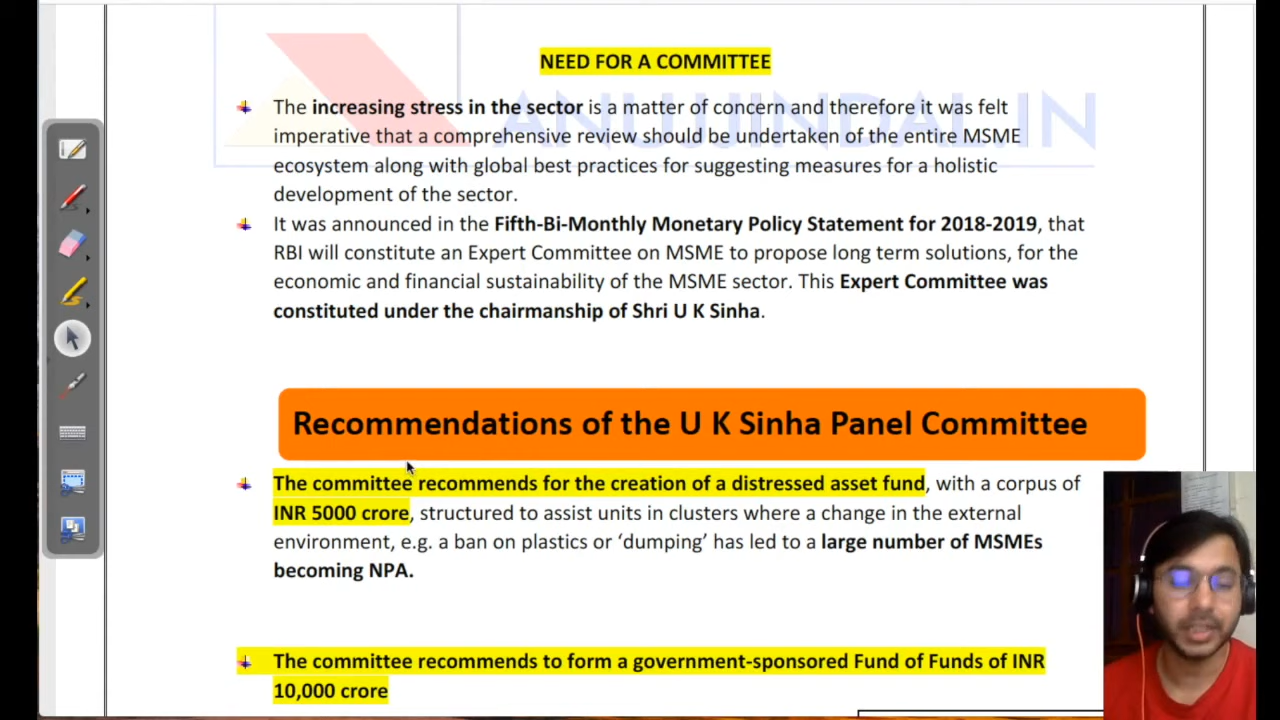 NEED FOR A COMMITTEE
ANUJJINDAL.IN
The increasing stress in the sector is a matter of concern and therefore it was felt
imperative that a comprehensive review should be undertaken of the entire MSME
ecosystem along with global best practices for suggesting measures for a holistic
development of the sector.
It was announced in the Fifth-Bi-Monthly Monetary Policy Statement for 2018-2019, that
RBI will constitute an Expert Committee on MSME to propose long term solutions, for the
economic and financial sustainability of the MSME sector. This Expert Committee was
constituted under the chairmanship of Shri U K Sinha.
Recommendations of the U K Sinha Panel Committee
The committee recommends for the creation of a distressed asset fund, with a corpus of
INR 5000 crore, structured to assist units in clusters where a change in the external
environment, e.g. a ban on plastics or ‘dumping’ has led to a large number of MSMEs
becoming NPA.
The committee recommends to form a government-sponsored Fund of Funds of INR
10,000 crore